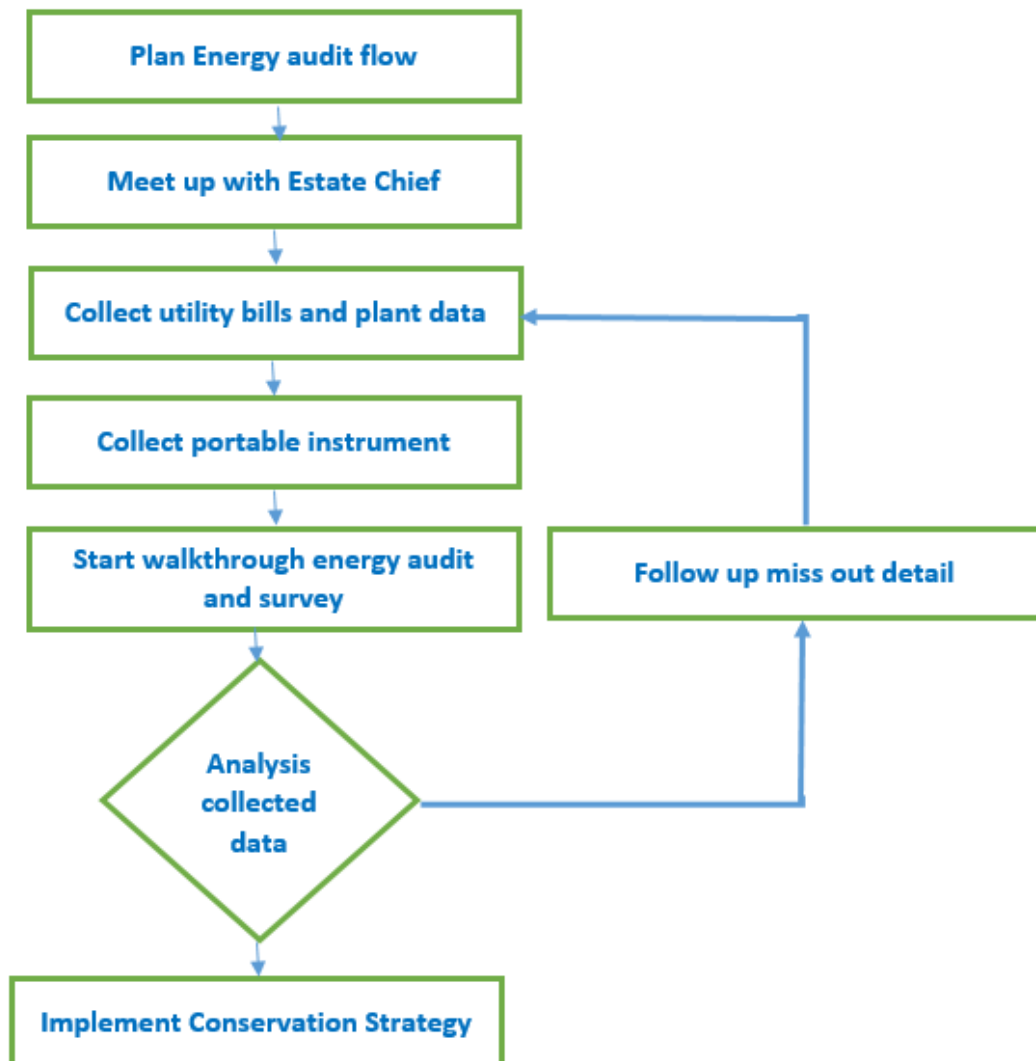 Plan Energy audit flow
Meet up with Estate Chief
Collect utility bills and plant data
Collect portable instrument
Start walkthrough energy audit
and survey
Follow up miss out detail
Analysis
collected
data
Implement Conservation Strategy